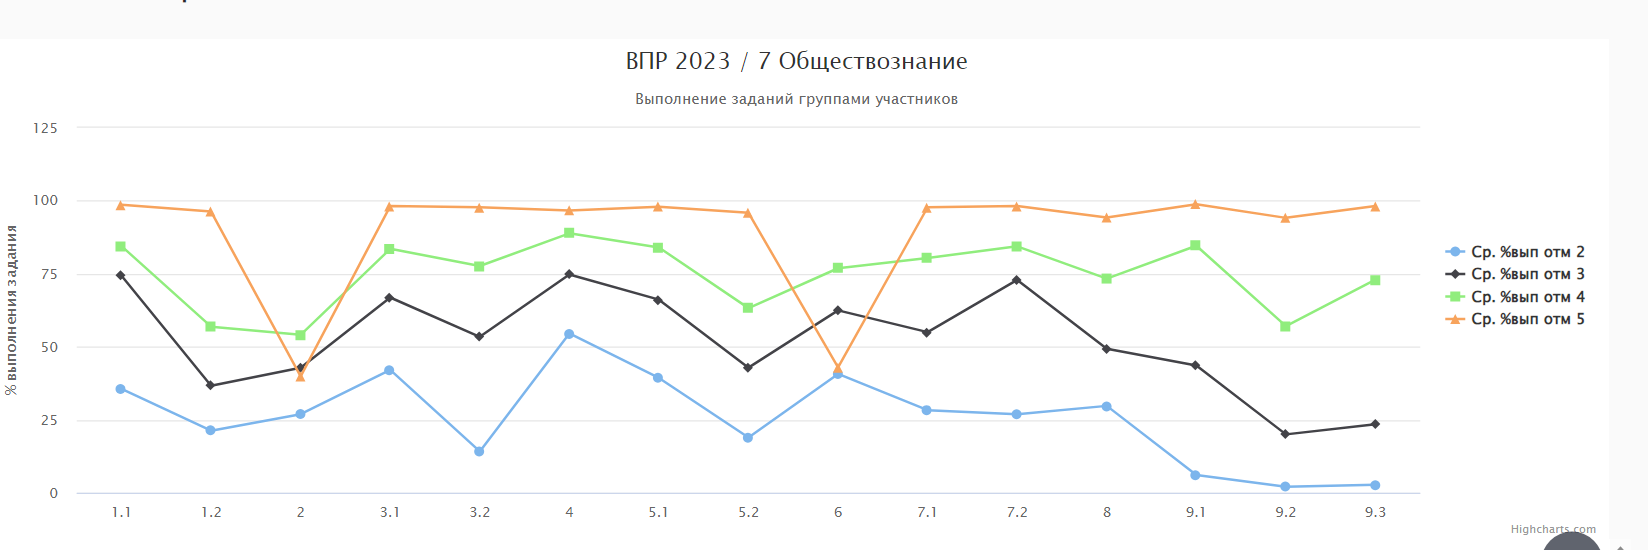 ВПР 2023 / 7 Обществознание
Выполнение заданий группами участников
% выполнения задания
125
100
75
50
25
0
1.1 1.2 2 3.1 3.2 4 5.1 5.2 6 7.1 7.2 8 9.1 9.2 9.3
Ср. %вып отм 2
Ср. %вып отм 3
Ср. %вып отм 4
Ср. %вып отм 5
Highcharts.com